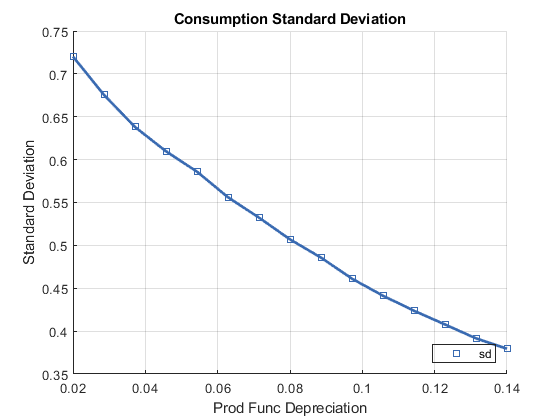 Consumption Standard Deviation
0.75
0.7
0.65
0.6
0.55
0.5
0.45
0.4
0.35
Standard Deviation
sd
0.02 0.04 0.06 0.08 0.1 0.12 0.14
Prod Func Depreciation